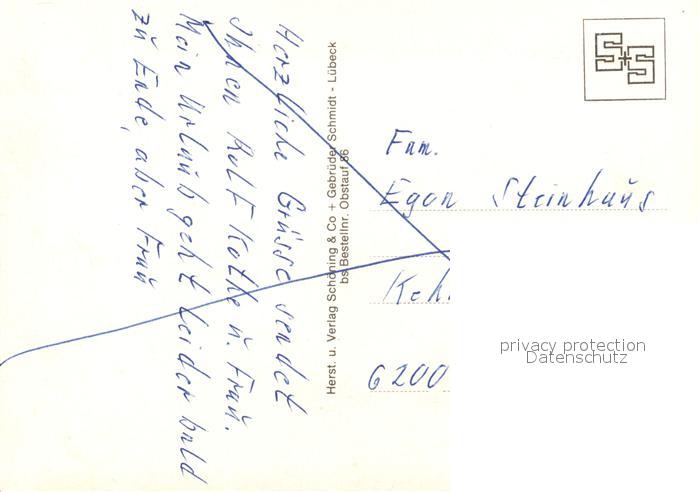 Herzliche Grüsse sendet
Ihnen Rolf Kothe u. Frau.
Mein Urlaub geht leider bald
zu Ende, aber Frau
Herst. u. Verlag Schöning & Co + Gebrüder Schmidt - Lübeck
bs Bestellnr. Obstauf 86
S+S
Fam.
Egon Steinhaus
Keh
6200
privacy protection
Datenschutz